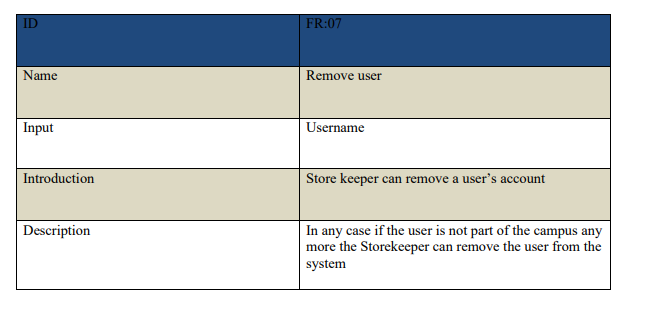 ID FR:07
Name Remove user
Input Username
Introduction Store keeper can remove a user’s account
Description In any case if the user is not part of the campus any
more the Storekeeper can remove the user from the
system